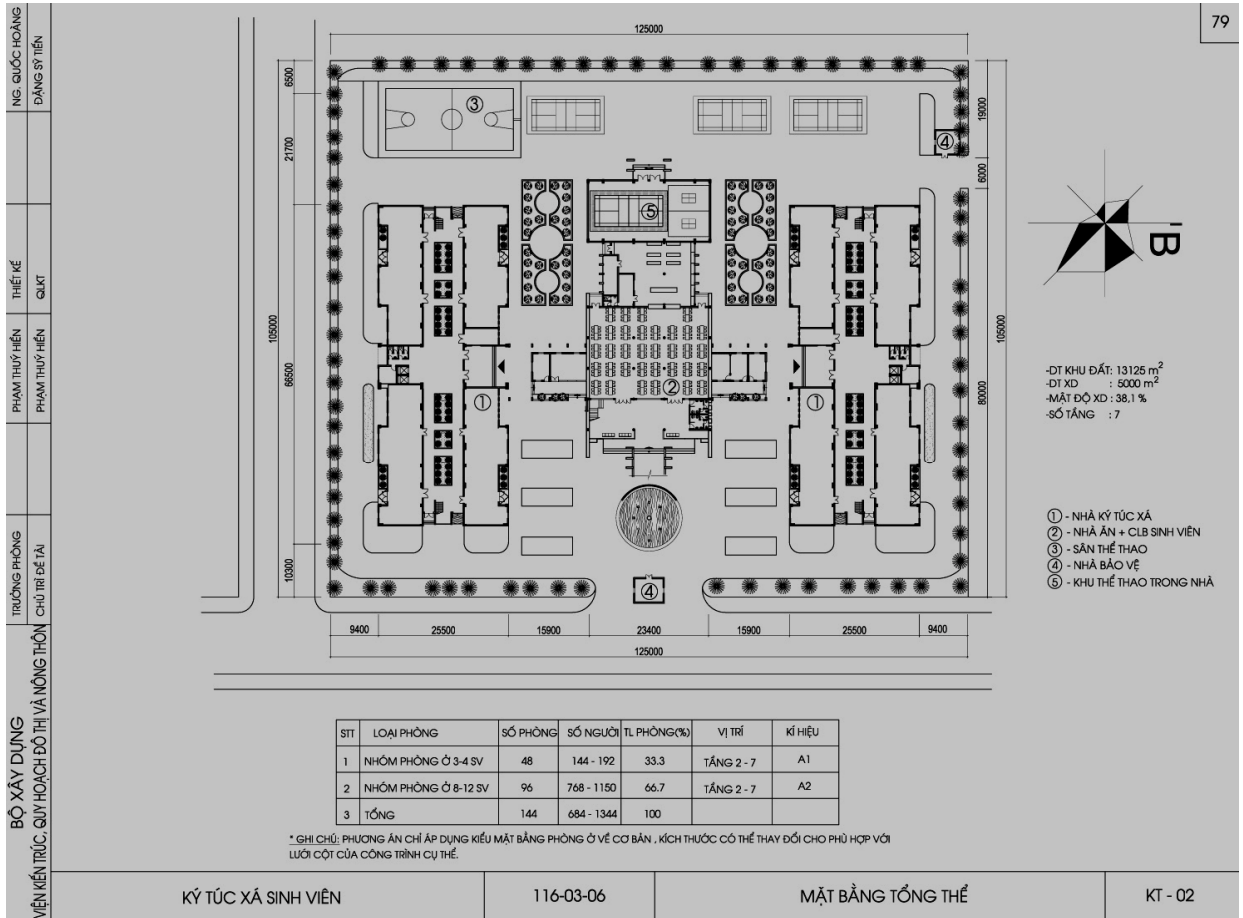 79
NG. QUỐC HOÀNG
ĐẶNG SỸ TIẾN
THIẾT KẾ
QLKT
PHẠM THUÝ HIỀN
PHẠM THUÝ HIỀN
TRƯỞNG PHÒNG
CHỦ TRÌ ĐỀ TÀI
BỘ XÂY DỰNG
VIỆN KIẾN TRÚC, QUY HOẠCH ĐÔ THỊ VÀ NÔNG THÔN
125000
6500
21700
66500
10300
105000
19000
6000
80000
105000
3
4
5
1
2
1
4
B
9400 25500 15900 23400 15900 25500 9400
125000
-DT KHU ĐẤT: 13125 m²
-DT XD : 5000 m²
-MẬT ĐỘ XD : 38,1 %
-SỐ TẦNG : 7
1 - NHÀ KÝ TÚC XÁ
2 - NHÀ ĂN + CLB SINH VIÊN
3 - SÂN THỂ THAO
4 - NHÀ BẢO VỆ
5 - KHU THỂ THAO TRONG NHÀ
STT LOẠI PHÒNG SỐ PHÒNG SỐ NGƯỜI TL PHÒNG(%) VỊ TRÍ KÍ HIỆU
1 NHÓM PHÒNG Ở 3-4 SV 48 144 - 192 33.3 TẦNG 2 - 7 A1
2 NHÓM PHÒNG Ở 8-12 SV 96 768 - 1150 66.7 TẦNG 2 - 7 A2
3 TỔNG 144 684 - 1344 100
* GHI CHÚ: PHƯƠNG ÁN CHỈ ÁP DỤNG KIỂU MẶT BẰNG PHÒNG Ở VỀ CƠ BẢN , KÍCH THƯỚC CÓ THỂ THAY ĐỔI CHO PHÙ HỢP VỚI
LƯỚI CỘT CỦA CÔNG TRÌNH CỤ THỂ.
KÝ TÚC XÁ SINH VIÊN 116-03-06 MẶT BẰNG TỔNG THỂ KT - 02